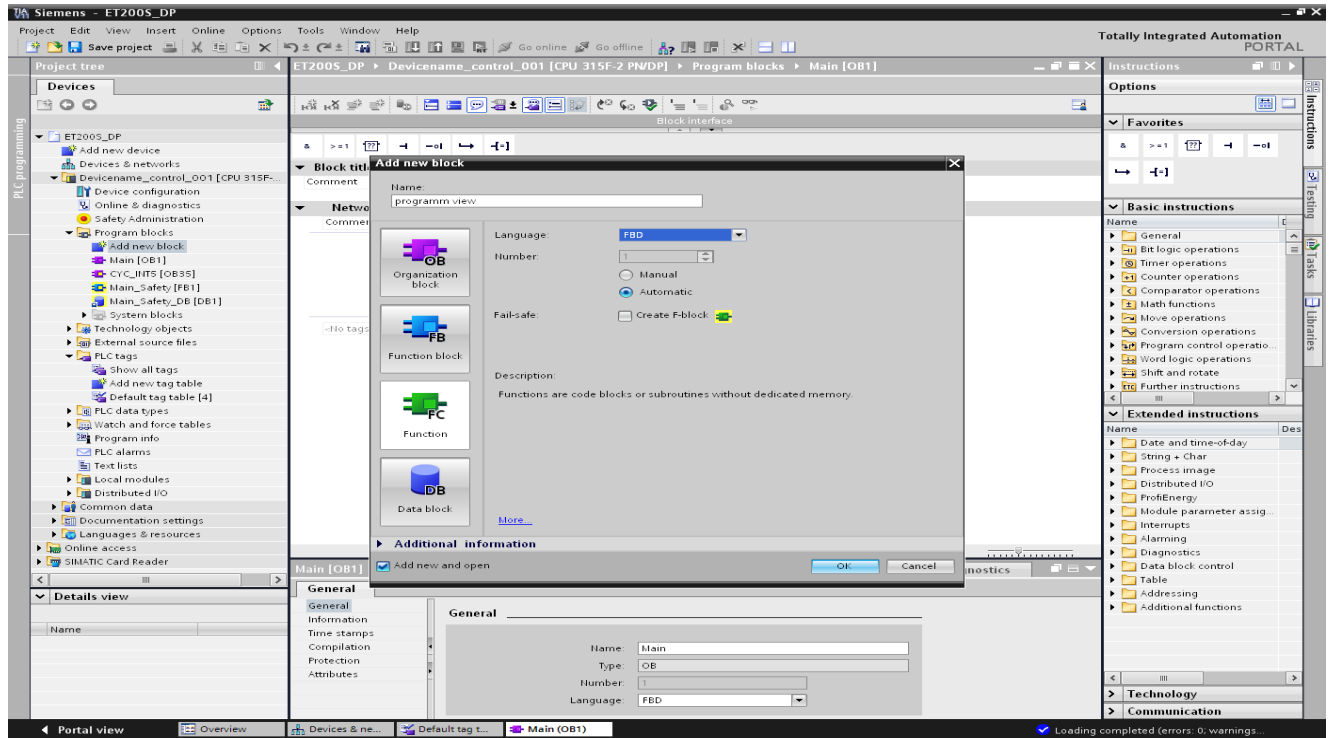 Siemens - ET200S_DP
Project Edit View Insert Online Options Tools Window Help
Totally Integrated Automation
PORTAL
Save project
Go online
Go offline
Project tree
ET200S_DP ▸ Devicename_control_001 [CPU 315F-2 PN/DP] ▸ Program blocks ▸ Main [OB1]
Instructions
Devices
Options
PLC programming
ET200S_DP
Add new device
Devices & networks
Devicename_control_001 [CPU 315F-...
Device configuration
Online & diagnostics
Safety Administration
Program blocks
Add new block
Main [OB1]
CYC_INT5 [OB35]
Main_Safety [FB1]
Main_Safety_DB [DB1]
System blocks
Technology objects
External source files
PLC tags
Show all tags
Add new tag table
Default tag table [4]
PLC data types
Watch and force tables
Program info
PLC alarms
Text lists
Local modules
Distributed I/O
Common data
Documentation settings
Languages & resources
Online access
SIMATIC Card Reader
Details view
Name
Block interface
& >=1 [??] ⊣ -o| ↦ -[=]
Block titl
Comment
Netwo
Commer
<No tags
Add new block
Name:
programm view
OB
Organization
block
FB
Function block
FC
Function
DB
Data block
Language:
FBD
Number:
1
Manual
Automatic
Fail-safe:
Create F-block
Description:
Functions are code blocks or subroutines without dedicated memory.
More...
Additional information
Add new and open
OK
Cancel
Main [OB1]
gnostics
General
General
Information
Time stamps
Compilation
Protection
Attributes
General
Name: Main
Type: OB
Number: 1
Language: FBD
Favorites
& >=1 [??] ⊣ -o|
↦ -[=]
Basic instructions
Name
General
Bit logic operations
Timer operations
Counter operations
Comparator operations
Math functions
Move operations
Conversion operations
Program control operatio...
Word logic operations
Shift and rotate
Further instructions
Extended instructions
Name Des
Date and time-of-day
String + Char
Process image
Distributed I/O
ProfiEnergy
Module parameter assig...
Interrupts
Alarming
Diagnostics
Data block control
Table
Addressing
Additional functions
Technology
Communication
Instructions
Testing
Tasks
Libraries
Portal view
Overview
Devices & ne...
Default tag t...
Main (OB1)
Loading completed (errors: 0; warnings...